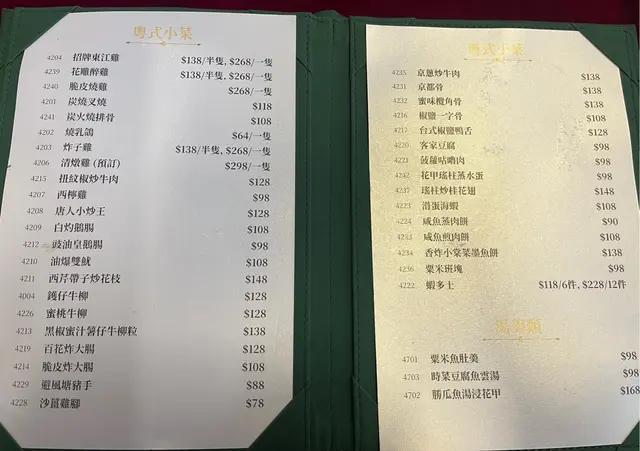 粵式小菜
4204 招牌東江雞 $138/半隻, $268/一隻
4239 花雕醉雞 $138/半隻, $268/一隻
4240 脆皮燒雞 $268/一隻
4201 炭燒叉燒 $118
4241 炭火燒排骨 $108
4202 燒乳鴿 $64/一隻
4203 炸子雞 $138/半隻, $268/一隻
4206 清燉雞 (預訂) $298/一隻
4215 扭紋椒炒牛肉 $128
4207 西檸雞 $98
4208 唐人小炒王 $128
4209 白灼鵝腸 $108
4212 豉油皇鵝腸 $98
4210 油爆雙魷 $108
4211 西芹帶子炒花枝 $148
4004 鑊仔牛柳 $128
4226 蜜桃牛柳 $128
4213 黑椒蜜汁薯仔牛柳粒 $138
4219 百花炸大腸 $128
4214 脆皮炸大腸 $108
4229 避風塘豬手 $88
4228 沙薑雞腳 $78
粵式小菜
4235 京蔥炒牛肉 $138
4231 京都骨 $138
4232 蜜味欖角骨 $138
4216 椒鹽一字骨 $108
4217 台式椒鹽鴨舌 $128
4220 客家豆腐 $98
4221 菠蘿咕嚕肉 $98
4242 花甲瑤柱蒸水蛋 $98
4237 瑤柱炒桂花翅 $148
4223 滑蛋海蝦 $108
4224 咸魚蒸肉餅 $90
4233 咸魚煎肉餅 $108
4234 香炸小棠菜墨魚餅 $138
4236 粟米班塊 $98
4222 蝦多士 $118/6件, $228/12件
湯羹類
4701 粟米魚肚羹 $98
4703 時菜豆腐魚雲湯 $98
4702 勝瓜魚湯浸花甲 $168